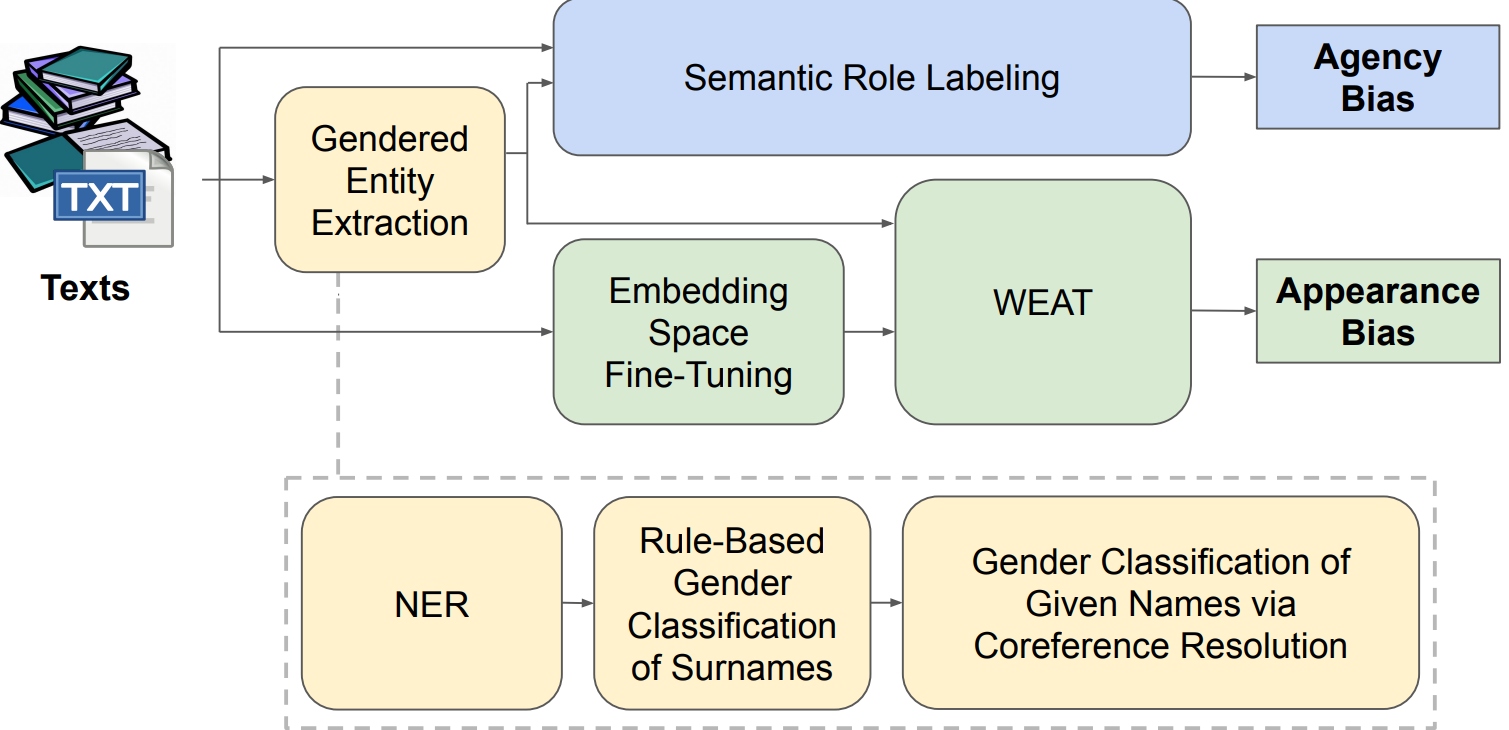 TXT
Texts
Gendered
Entity
Extraction
Semantic Role Labeling
Agency
Bias
Embedding
Space
Fine-Tuning
WEAT
Appearance
Bias
NER
Rule-Based
Gender
Classification
of Surnames
Gender Classification of
Given Names via
Coreference Resolution